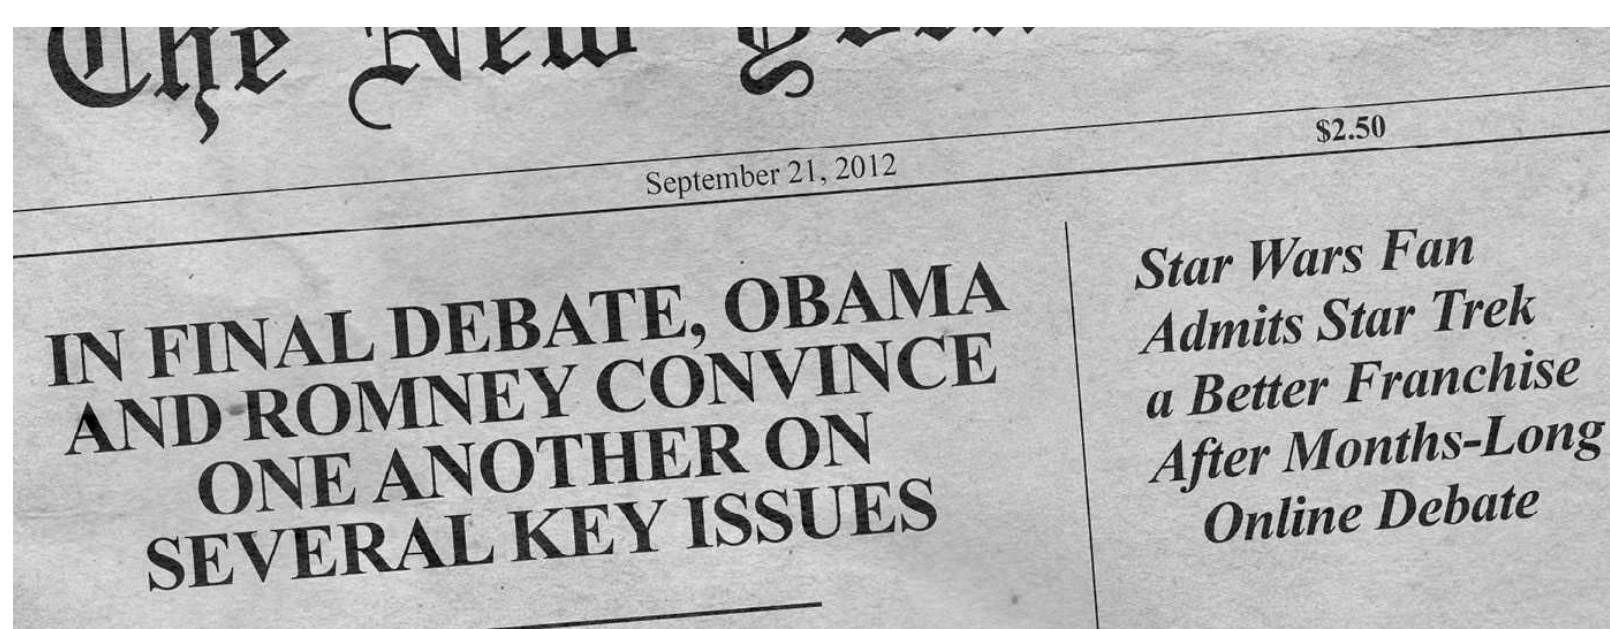 The New York
September 21, 2012
$2.50
IN FINAL DEBATE, OBAMA
AND ROMNEY CONVINCE
ONE ANOTHER ON
SEVERAL KEY ISSUES
Star Wars Fan
Admits Star Trek
a Better Franchise
After Months-Long
Online Debate